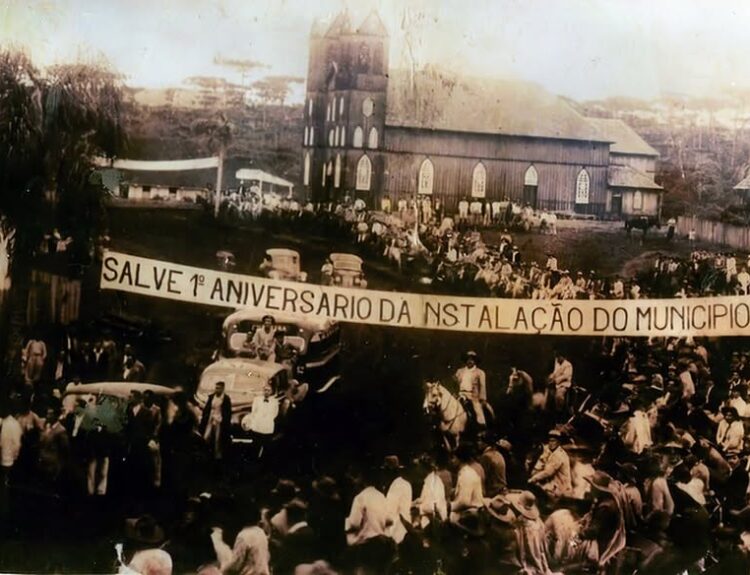 SALVE 1º ANIVERSARIO DA NSTALAÇÃO DO MUNICIPIO